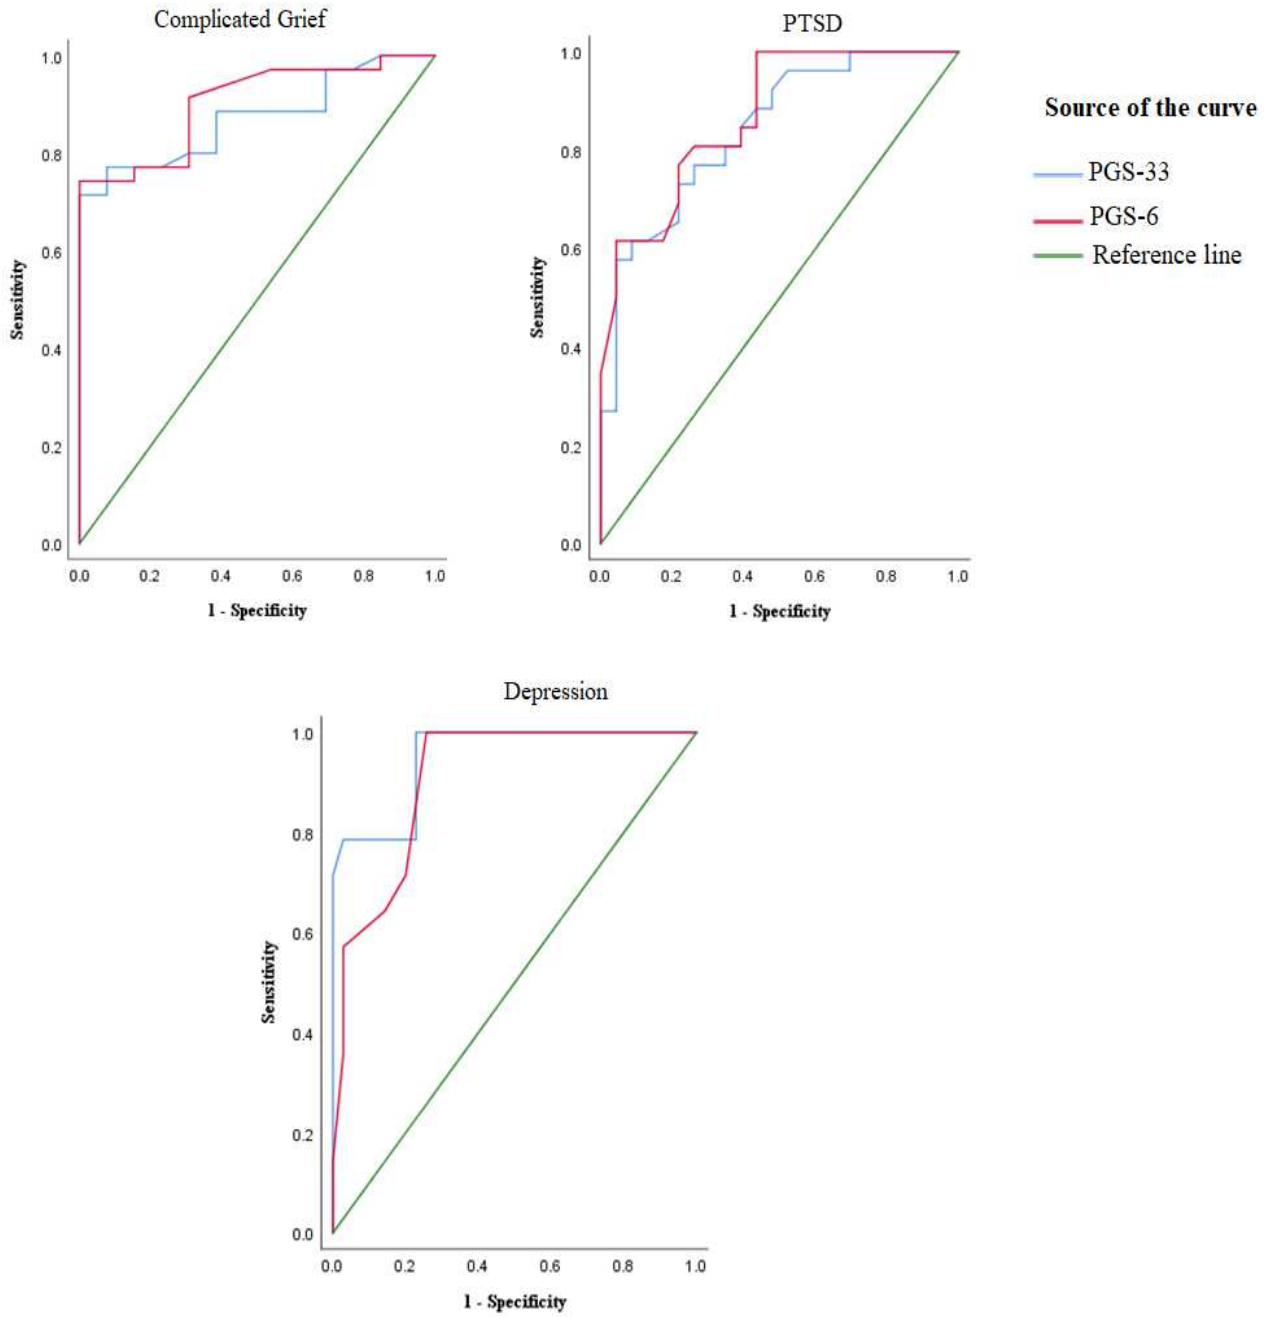 Complicated Grief
1.0
0.8
0.6
0.4
0.2
0.0
Sensitivity
0.0 0.2 0.4 0.6 0.8 1.0
1 - Specificity
PTSD
1.0
0.8
0.6
0.4
0.2
0.0
Sensitivity
0.0 0.2 0.4 0.6 0.8 1.0
1 - Specificity
Source of the curve
PGS-33
PGS-6
Reference line
Depression
1.0
0.8
0.6
0.4
0.2
0.0
Sensitivity
0.0 0.2 0.4 0.6 0.8 1.0
1 - Specificity